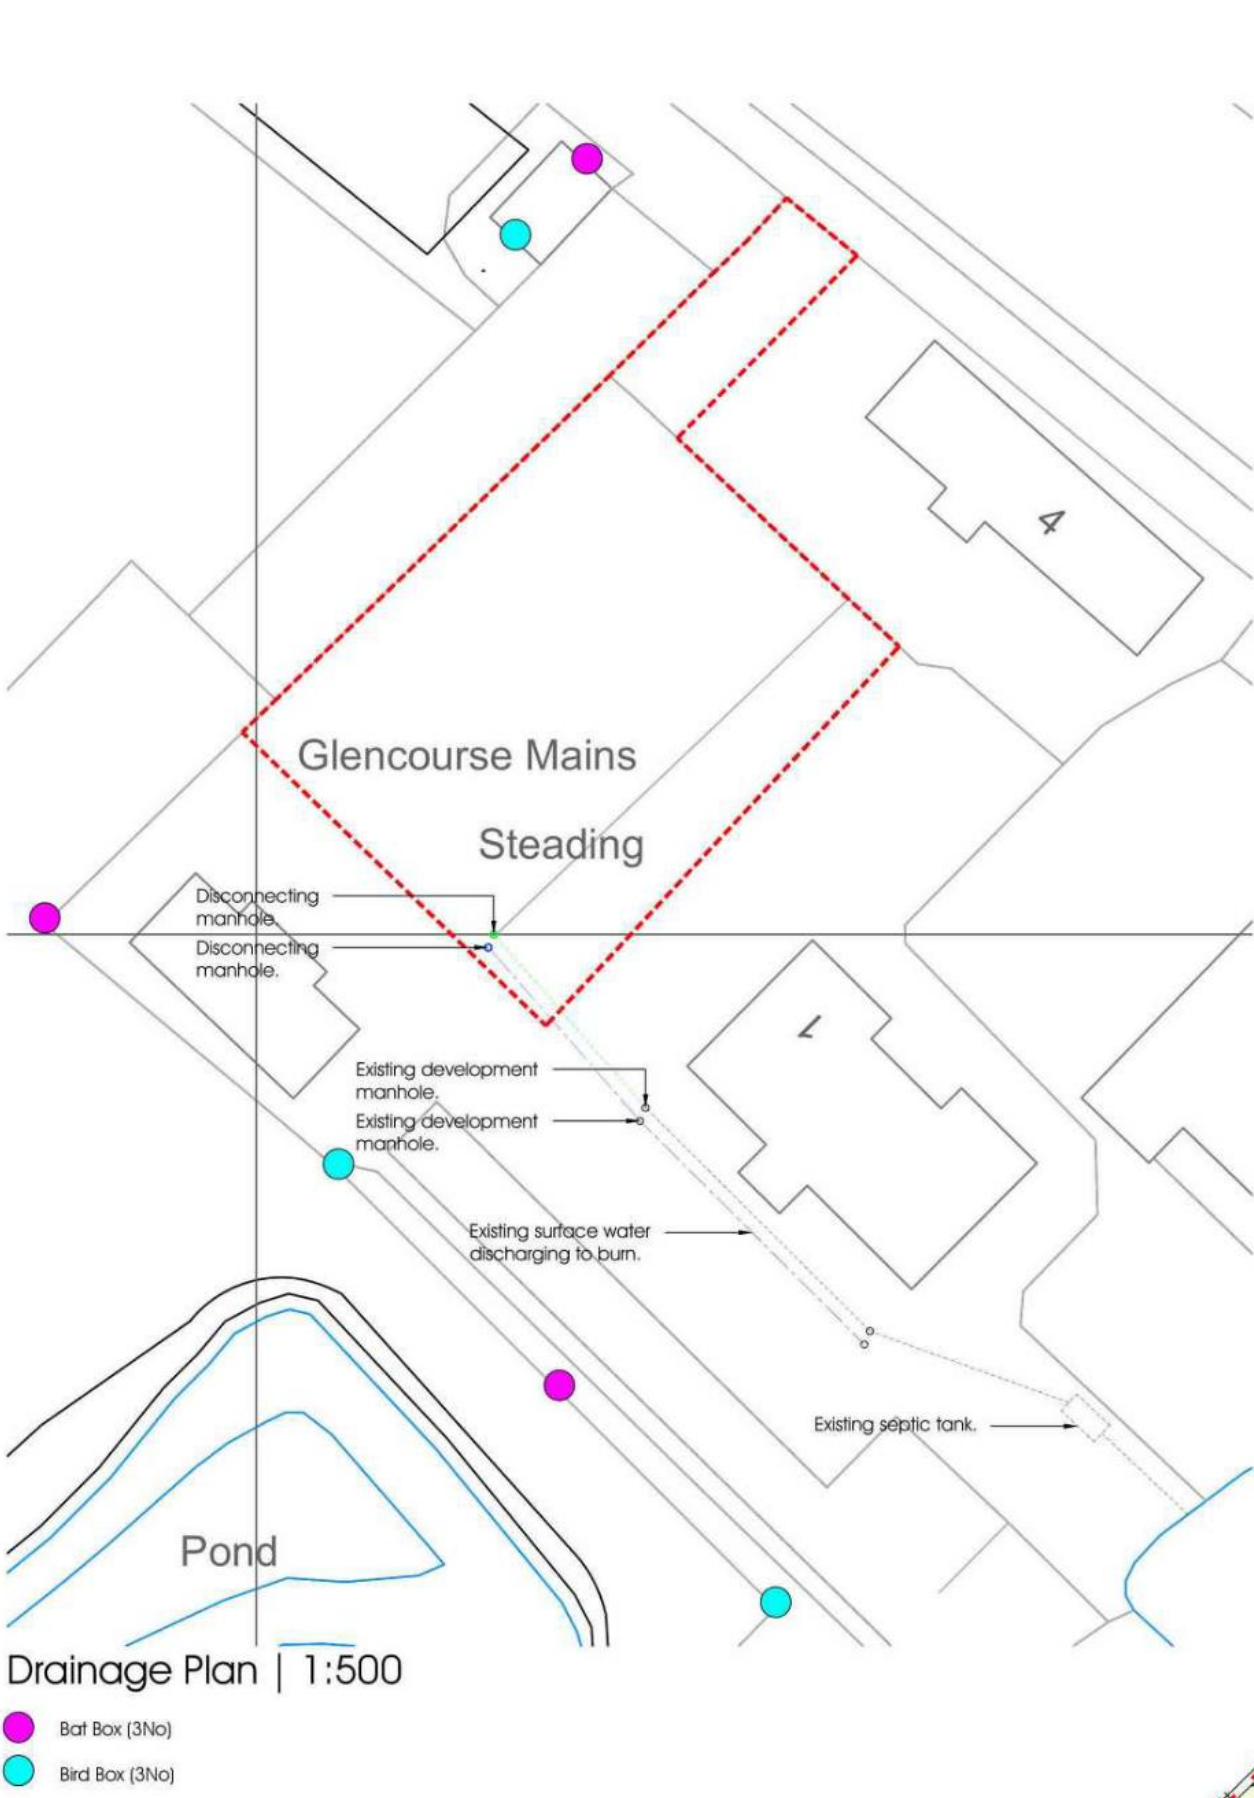 4
Glencourse Mains
Steading
Disconnecting
manhole.
Disconnecting
manhole.
1
Existing development
manhole.
Existing development
manhole.
Existing surface water
discharging to burn.
Existing septic tank.
Pond
Drainage Plan | 1:500
Bat Box (3No)
Bird Box (3No)